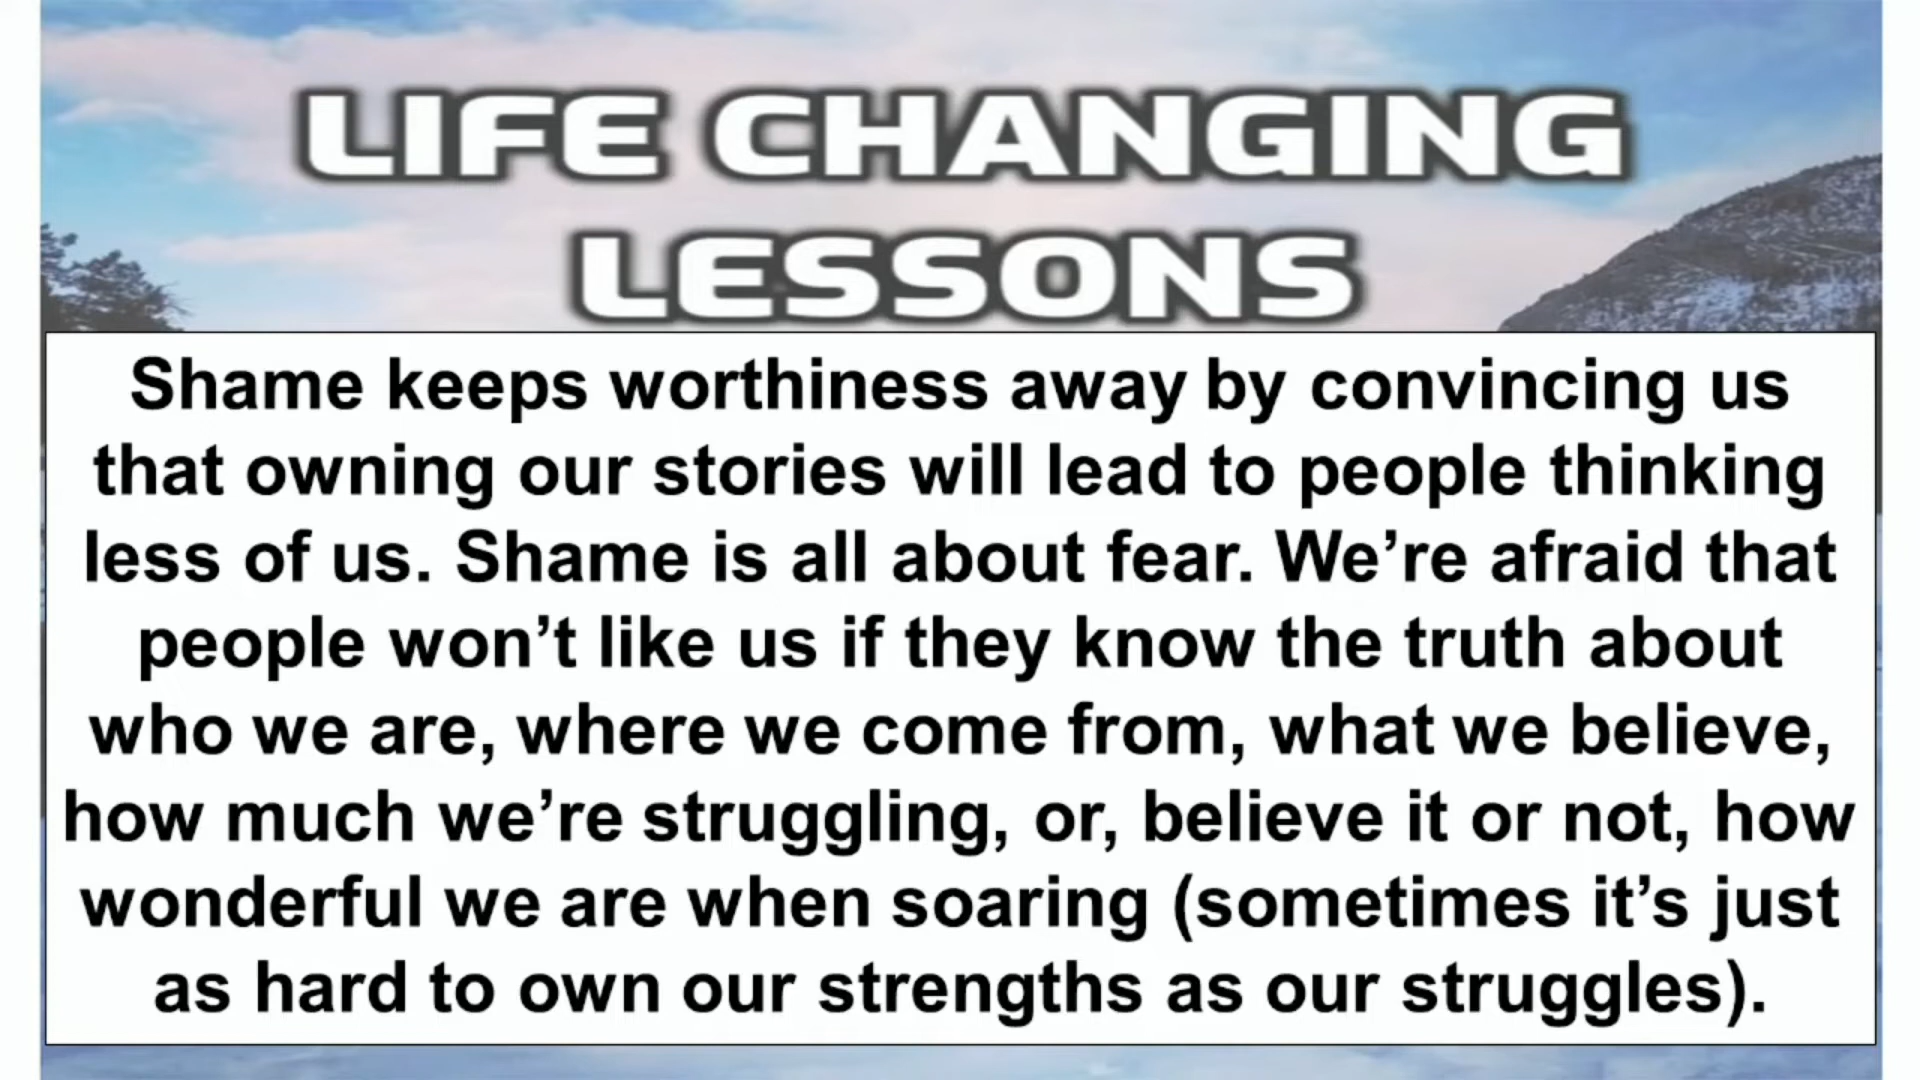 LIFE CHANGING
LESSONS
Shame keeps worthiness away by convincing us
that owning our stories will lead to people thinking
less of us. Shame is all about fear. We’re afraid that
people won’t like us if they know the truth about
who we are, where we come from, what we believe,
how much we’re struggling, or, believe it or not, how
wonderful we are when soaring (sometimes it’s just
as hard to own our strengths as our struggles).